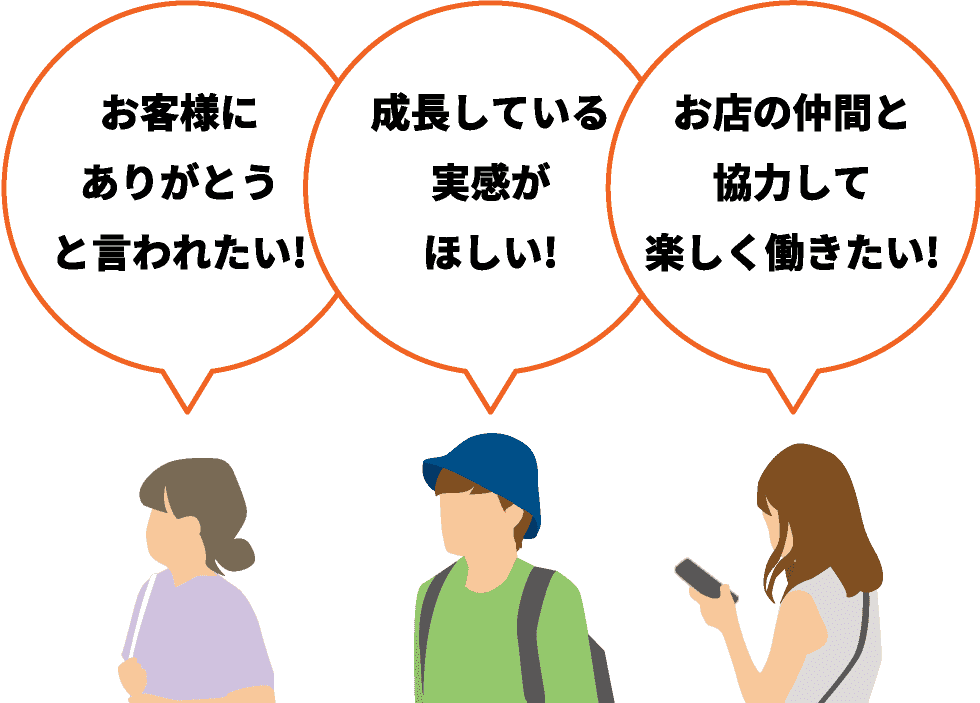 お客様に
ありがとう
と言われたい!
成長している
実感が
ほしい!
お店の仲間と
協力して
楽しく働きたい!